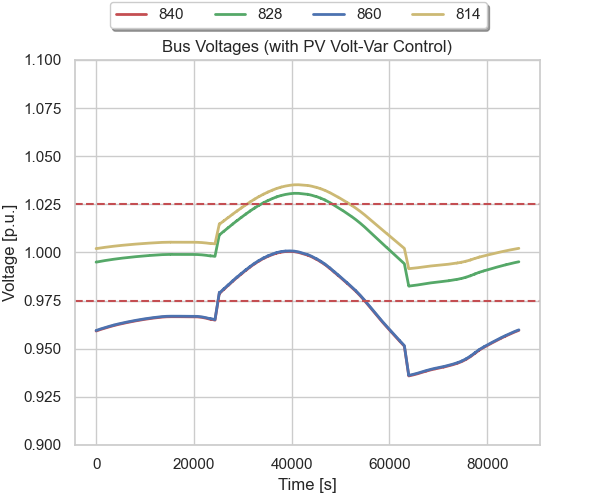 840 828 860 814
Bus Voltages (with PV Volt-Var Control)
1.100
1.075
1.050
1.025
1.000
0.975
0.950
0.925
0.900
Voltage [p.u.]
0 20000 40000 60000 80000
Time [s]